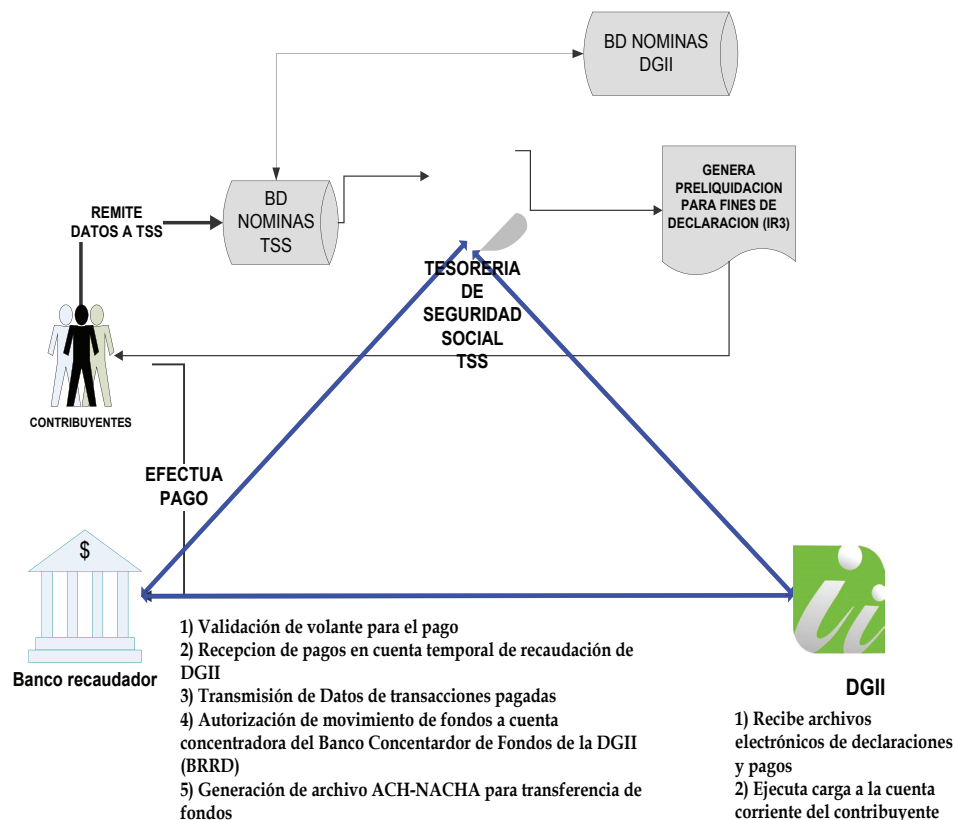 BD NOMINAS
DGII
BD
NOMINAS
TSS
GENERA
PRELIQUIDACION
PARA FINES DE
DECLARACION (IR3)
REMITE
DATOS A TSS
TESORERIA
DE
SEGURIDAD
SOCIAL
TSS
CONTRIBUYENTES
EFECTUA
PAGO
$
Banco recaudador
1) Validación de volante para el pago
2) Recepcion de pagos en cuenta temporal de recaudación de
DGII
3) Transmisión de Datos de transacciones pagadas
4) Autorización de movimiento de fondos a cuenta
concentradora del Banco Concentardor de Fondos de la DGII
(BRRD)
5) Generación de archivo ACH-NACHA para transferencia de
fondos
DGII
1) Recibe archivos
electrónicos de declaraciones
y pagos
2) Ejecuta carga a la cuenta
corriente del contribuyente